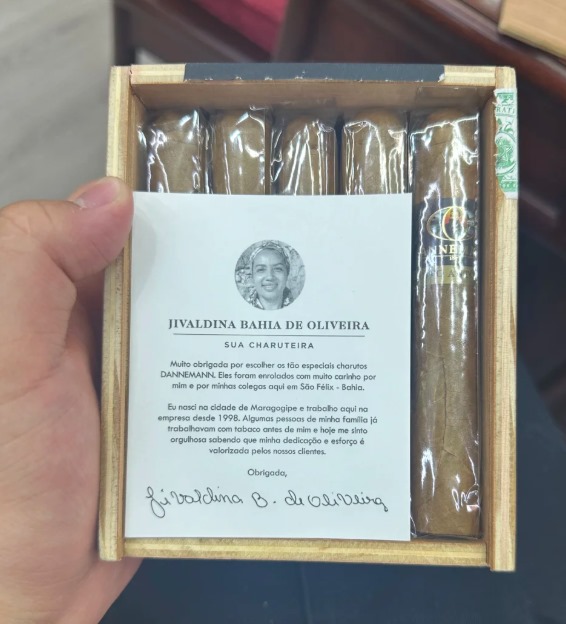 JIVALDINA BAHIA DE OLIVEIRA
SUA CHARUTEIRA
Muito obrigada por escolher os tão especiais charutos
DANNEMANN. Eles foram enrolados com muito carinho por
mim e por minhas colegas aqui em São Félix - Bahia.
Eu nasci na cidade de Maragogipe e trabalho aqui na
empresa desde 1998. Algumas pessoas de minha família já
trabalhavam com tabaco antes de mim e hoje me sinto
orgulhosa sabendo que minha dedicação e esforço é
valorizada pelos nossos clientes.
Obrigada,
Jivaldina B. de Oliveira